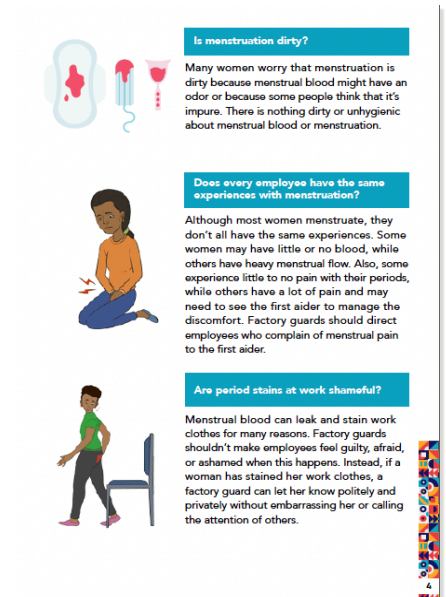 Is menstruation dirty?
Many women worry that menstruation is
dirty because menstrual blood might have an
odor or because some people think that it's
impure. There is nothing dirty or unhygienic
about menstrual blood or menstruation.
Does every employee have the same
experiences with menstruation?
Although most women menstruate, they
don't all have the same experiences. Some
women may have little or no blood, while
others have heavy menstrual flow. Also, some
experience little to no pain with their periods,
while others have a lot of pain and may
need to see the first aider to manage the
discomfort. Factory guards should direct
employees who complain of menstrual pain
to the first aider.
Are period stains at work shameful?
Menstrual blood can leak and stain work
clothes for many reasons. Factory guards
shouldn't make employees feel guilty, afraid,
or ashamed when this happens. Instead, if a
woman has stained her work clothes, a
factory guard can let her know politely and
privately without embarrassing her or calling
the attention of others.
4